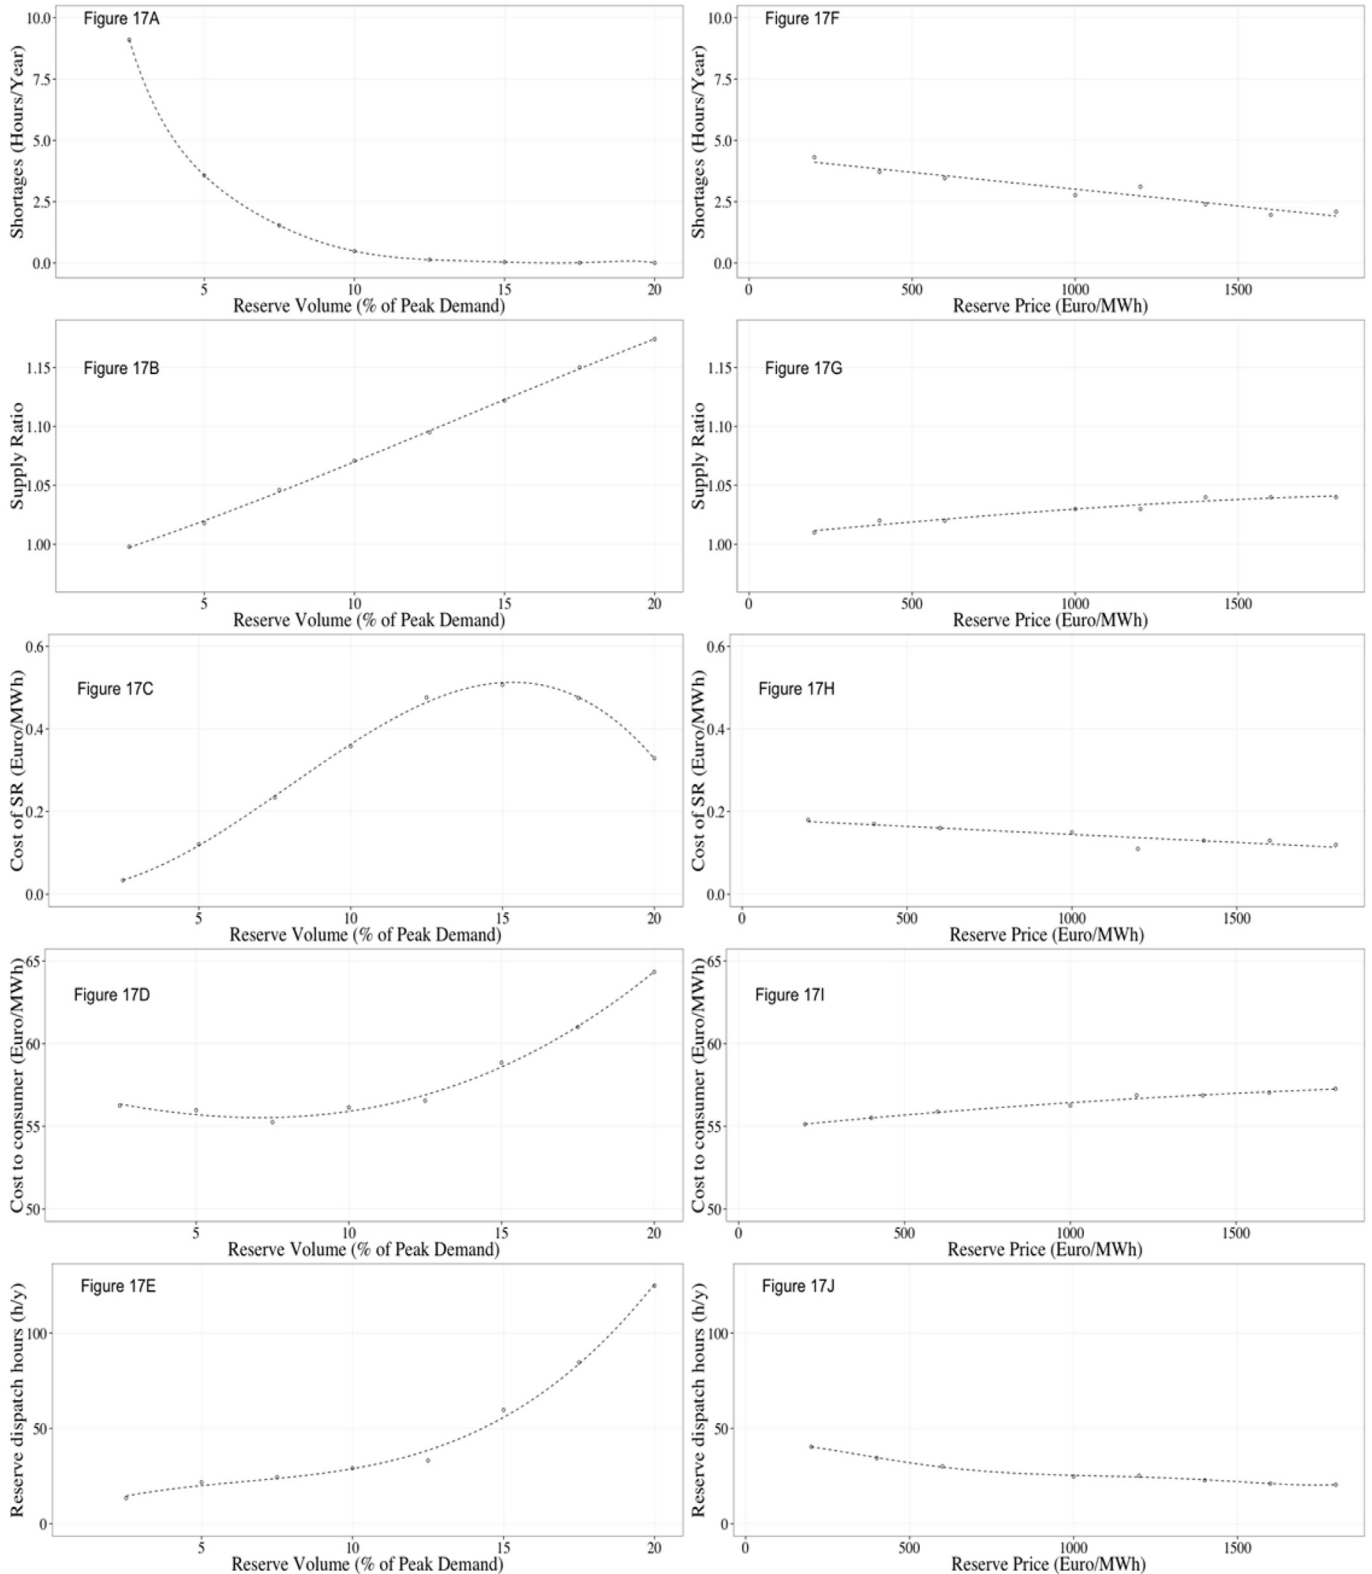 Figure 17A
Shortages (Hours/Year)
10.0
7.5
5.0
2.5
0.0
5 10 15 20
Reserve Volume (% of Peak Demand)
Figure 17F
Shortages (Hours/Year)
10.0
7.5
5.0
2.5
0.0
0 500 1000 1500
Reserve Price (Euro/MWh)
Figure 17B
Supply Ratio
1.15
1.10
1.05
1.00
5 10 15 20
Reserve Volume (% of Peak Demand)
Figure 17G
Supply Ratio
1.15
1.10
1.05
1.00
0 500 1000 1500
Reserve Price (Euro/MWh)
Figure 17C
Cost of SR (Euro/MWh)
0.6
0.4
0.2
0.0
5 10 15 20
Reserve Volume (% of Peak Demand)
Figure 17H
Cost of SR (Euro/MWh)
0.6
0.4
0.2
0.0
0 500 1000 1500
Reserve Price (Euro/MWh)
Figure 17D
Cost to consumer (Euro/MWh)
65
60
55
50
5 10 15 20
Reserve Volume (% of Peak Demand)
Figure 17I
Cost to consumer (Euro/MWh)
65
60
55
50
0 500 1000 1500
Reserve Price (Euro/MWh)
Figure 17E
Reserve dispatch hours (h/y)
100
50
0
5 10 15 20
Reserve Volume (% of Peak Demand)
Figure 17J
Reserve dispatch hours (h/y)
100
50
0
0 500 1000 1500
Reserve Price (Euro/MWh)